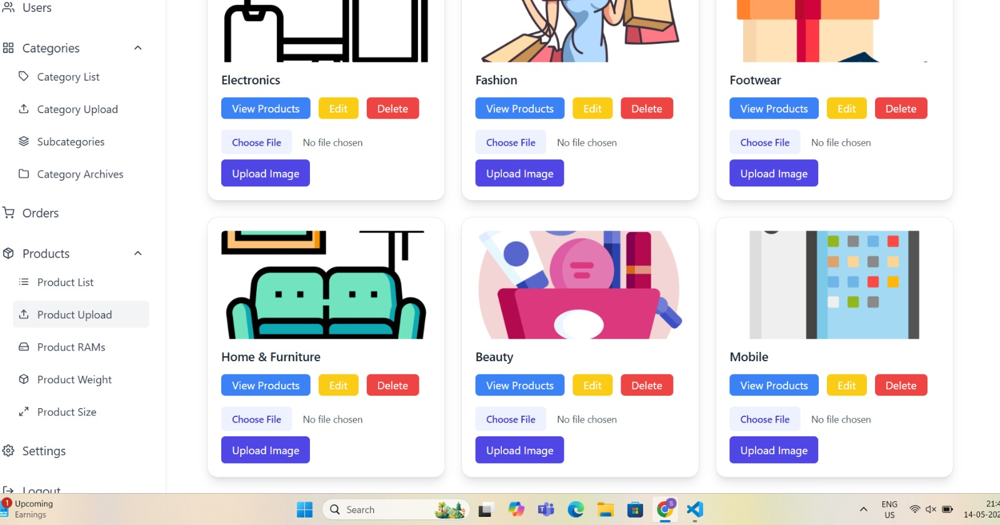 Users
Categories
Category List
Category Upload
Subcategories
Category Archives
Orders
Products
Product List
Product Upload
Product RAMs
Product Weight
Product Size
Settings
Logout
Electronics
View Products Edit Delete
Choose File No file chosen
Upload Image
Fashion
View Products Edit Delete
Choose File No file chosen
Upload Image
Footwear
View Products Edit Delete
Choose File No file chosen
Upload Image
Home & Furniture
View Products Edit Delete
Choose File No file chosen
Upload Image
Beauty
View Products Edit Delete
Choose File No file chosen
Upload Image
Mobile
View Products Edit Delete
Choose File No file chosen
Upload Image
1
Upcoming
Earnings
Search
S
ENG
US
21:4
14-05-202